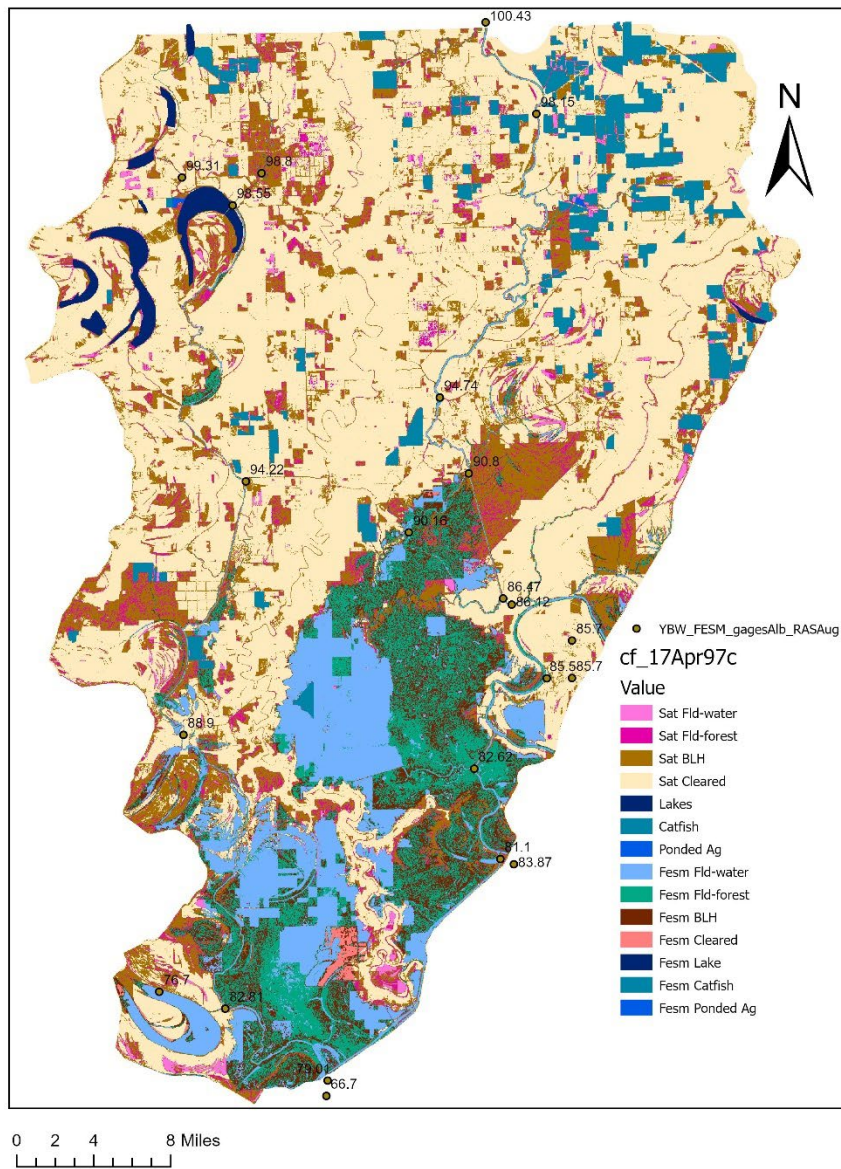 100.43
98.15
N
99.31
98.8
98.55
94.74
94.22
90.8
90.16
86.47
86.12
85.7
85.585.7
88.9
82.62
81.1
83.87
76.7
82.81
79.01
66.7
YBW_FESM_gagesAlb_RASAug
cf_17Apr97c
Value
Sat Fld-water
Sat Fld-forest
Sat BLH
Sat Cleared
Lakes
Catfish
Ponded Ag
Fesm Fld-water
Fesm Fld-forest
Fesm BLH
Fesm Cleared
Fesm Lake
Fesm Catfish
Fesm Ponded Ag
0 2 4 8 Miles